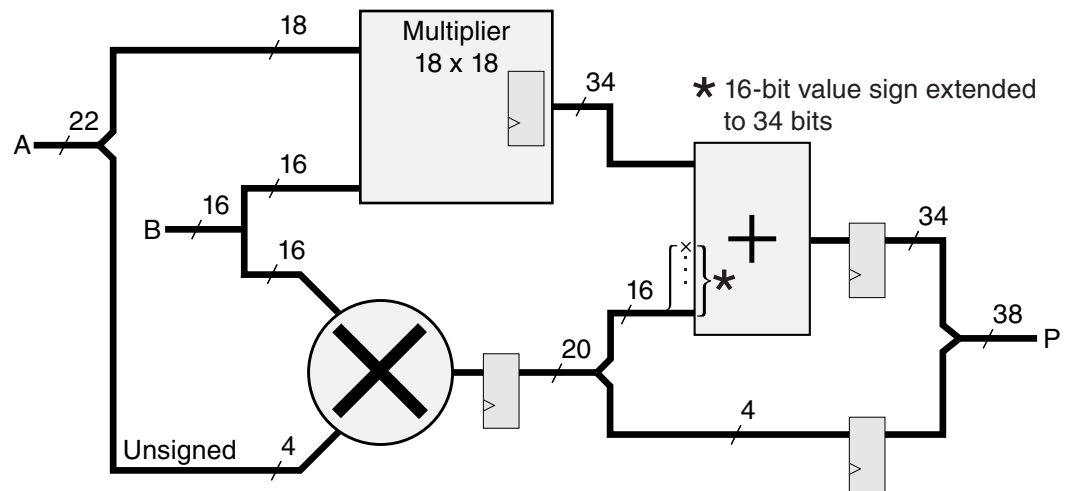 18
Multiplier
18 x 18
34
* 16-bit value sign extended
to 34 bits
22
A
16
16
B
16
34
×
*
16
38
P
20
4
Unsigned
4